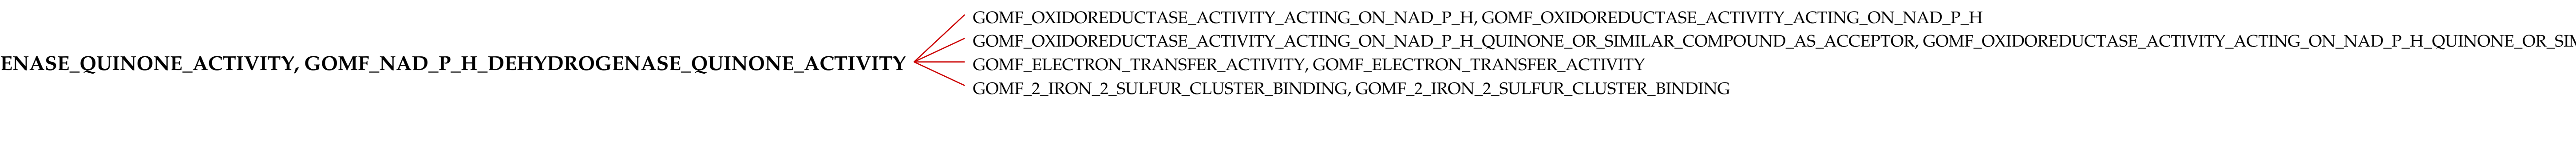 GOMF_OXIDOREDUCTASE_ACTIVITY_ACTING_ON_NAD_P_H, GOMF_OXIDOREDUCTASE_ACTIVITY_ACTING_ON_NAD_P_H
GOMF_OXIDOREDUCTASE_ACTIVITY_ACTING_ON_NAD_P_H_QUINONE_OR_SIMILAR_COMPOUND_AS_ACCEPTOR, GOMF_OXIDOREDUCTASE_ACTIVITY_ACTING_ON_NAD_P_H_QUINONE_OR_SIM
ENASE_QUINONE_ACTIVITY, GOMF_NAD_P_H_DEHYDROGENASE_QUINONE_ACTIVITY
GOMF_ELECTRON_TRANSFER_ACTIVITY, GOMF_ELECTRON_TRANSFER_ACTIVITY
GOMF_2_IRON_2_SULFUR_CLUSTER_BINDING, GOMF_2_IRON_2_SULFUR_CLUSTER_BINDING